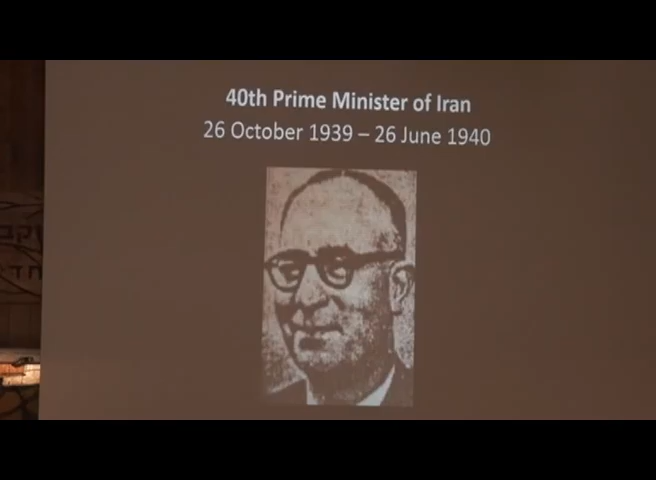 40th Prime Minister of Iran
26 October 1939 – 26 June 1940